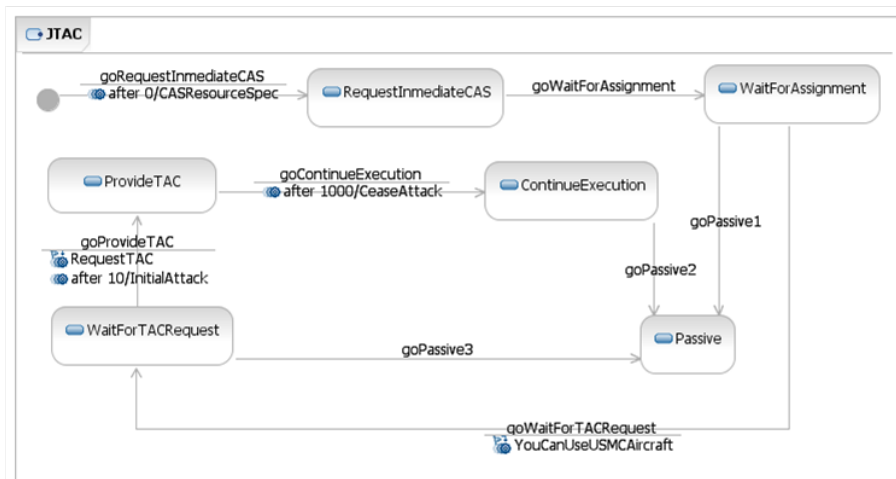 JTAC
goRequestInmediateCAS
after 0/CASResourceSpec
RequestInmediateCAS
goWaitForAssignment
WaitForAssignment
ProvideTAC
goContinueExecution
after 1000/CeaseAttack
ContinueExecution
goPassive1
goProvideTAC
RequestTAC
after 10/InitialAttack
goPassive2
WaitForTACRequest
goPassive3
Passive
goWaitForTACRequest
YouCanUseUSMCAircraft